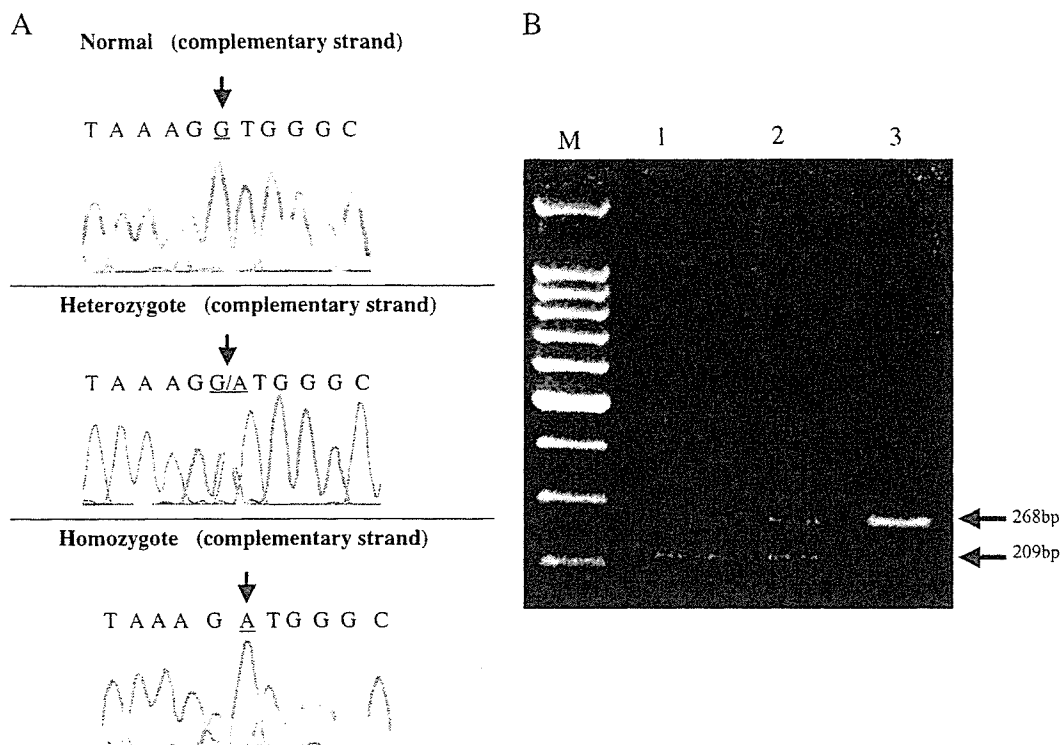 A
Normal (complementary strand)
T A A A G G T G G G C
Heterozygote (complementary strand)
T A A A G G/A T G G G C
Homozygote (complementary strand)
T A A A G A T G G G C
B
M 1 2 3
268bp
209bp